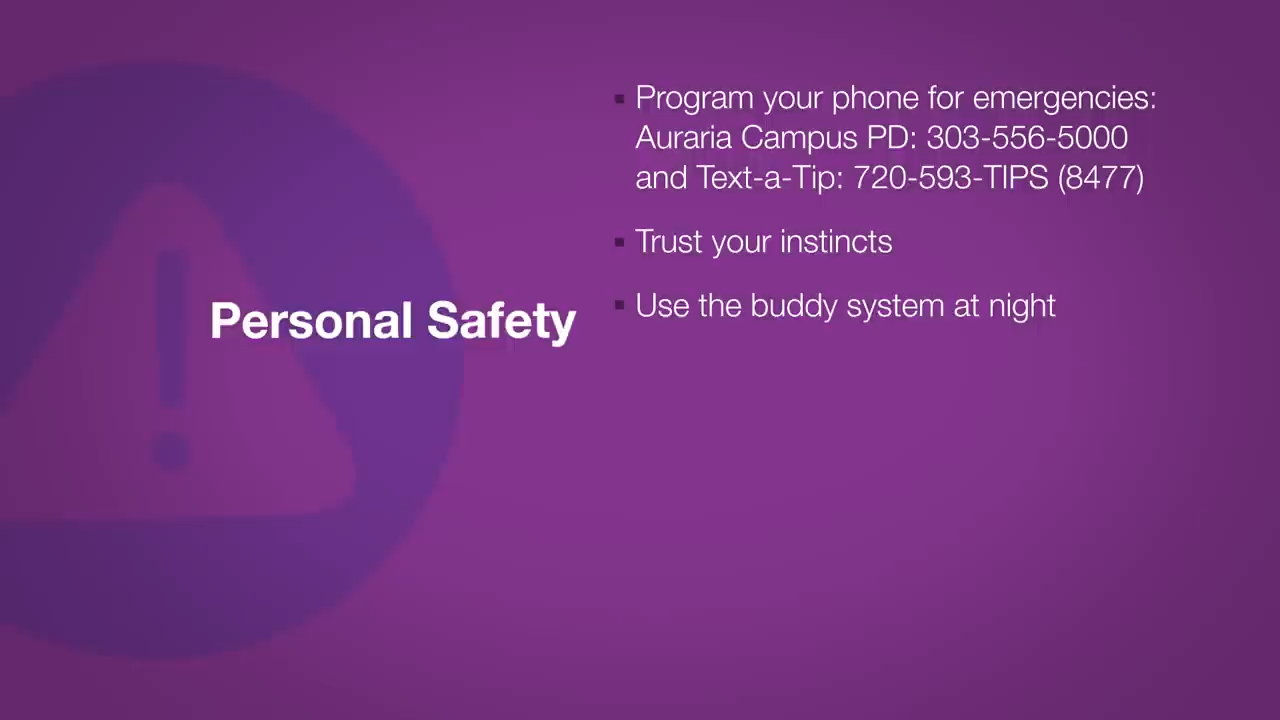 Personal Safety
▪ Program your phone for emergencies:
Auraria Campus PD: 303-556-5000
and Text-a-Tip: 720-593-TIPS (8477)
▪ Trust your instincts
▪ Use the buddy system at night